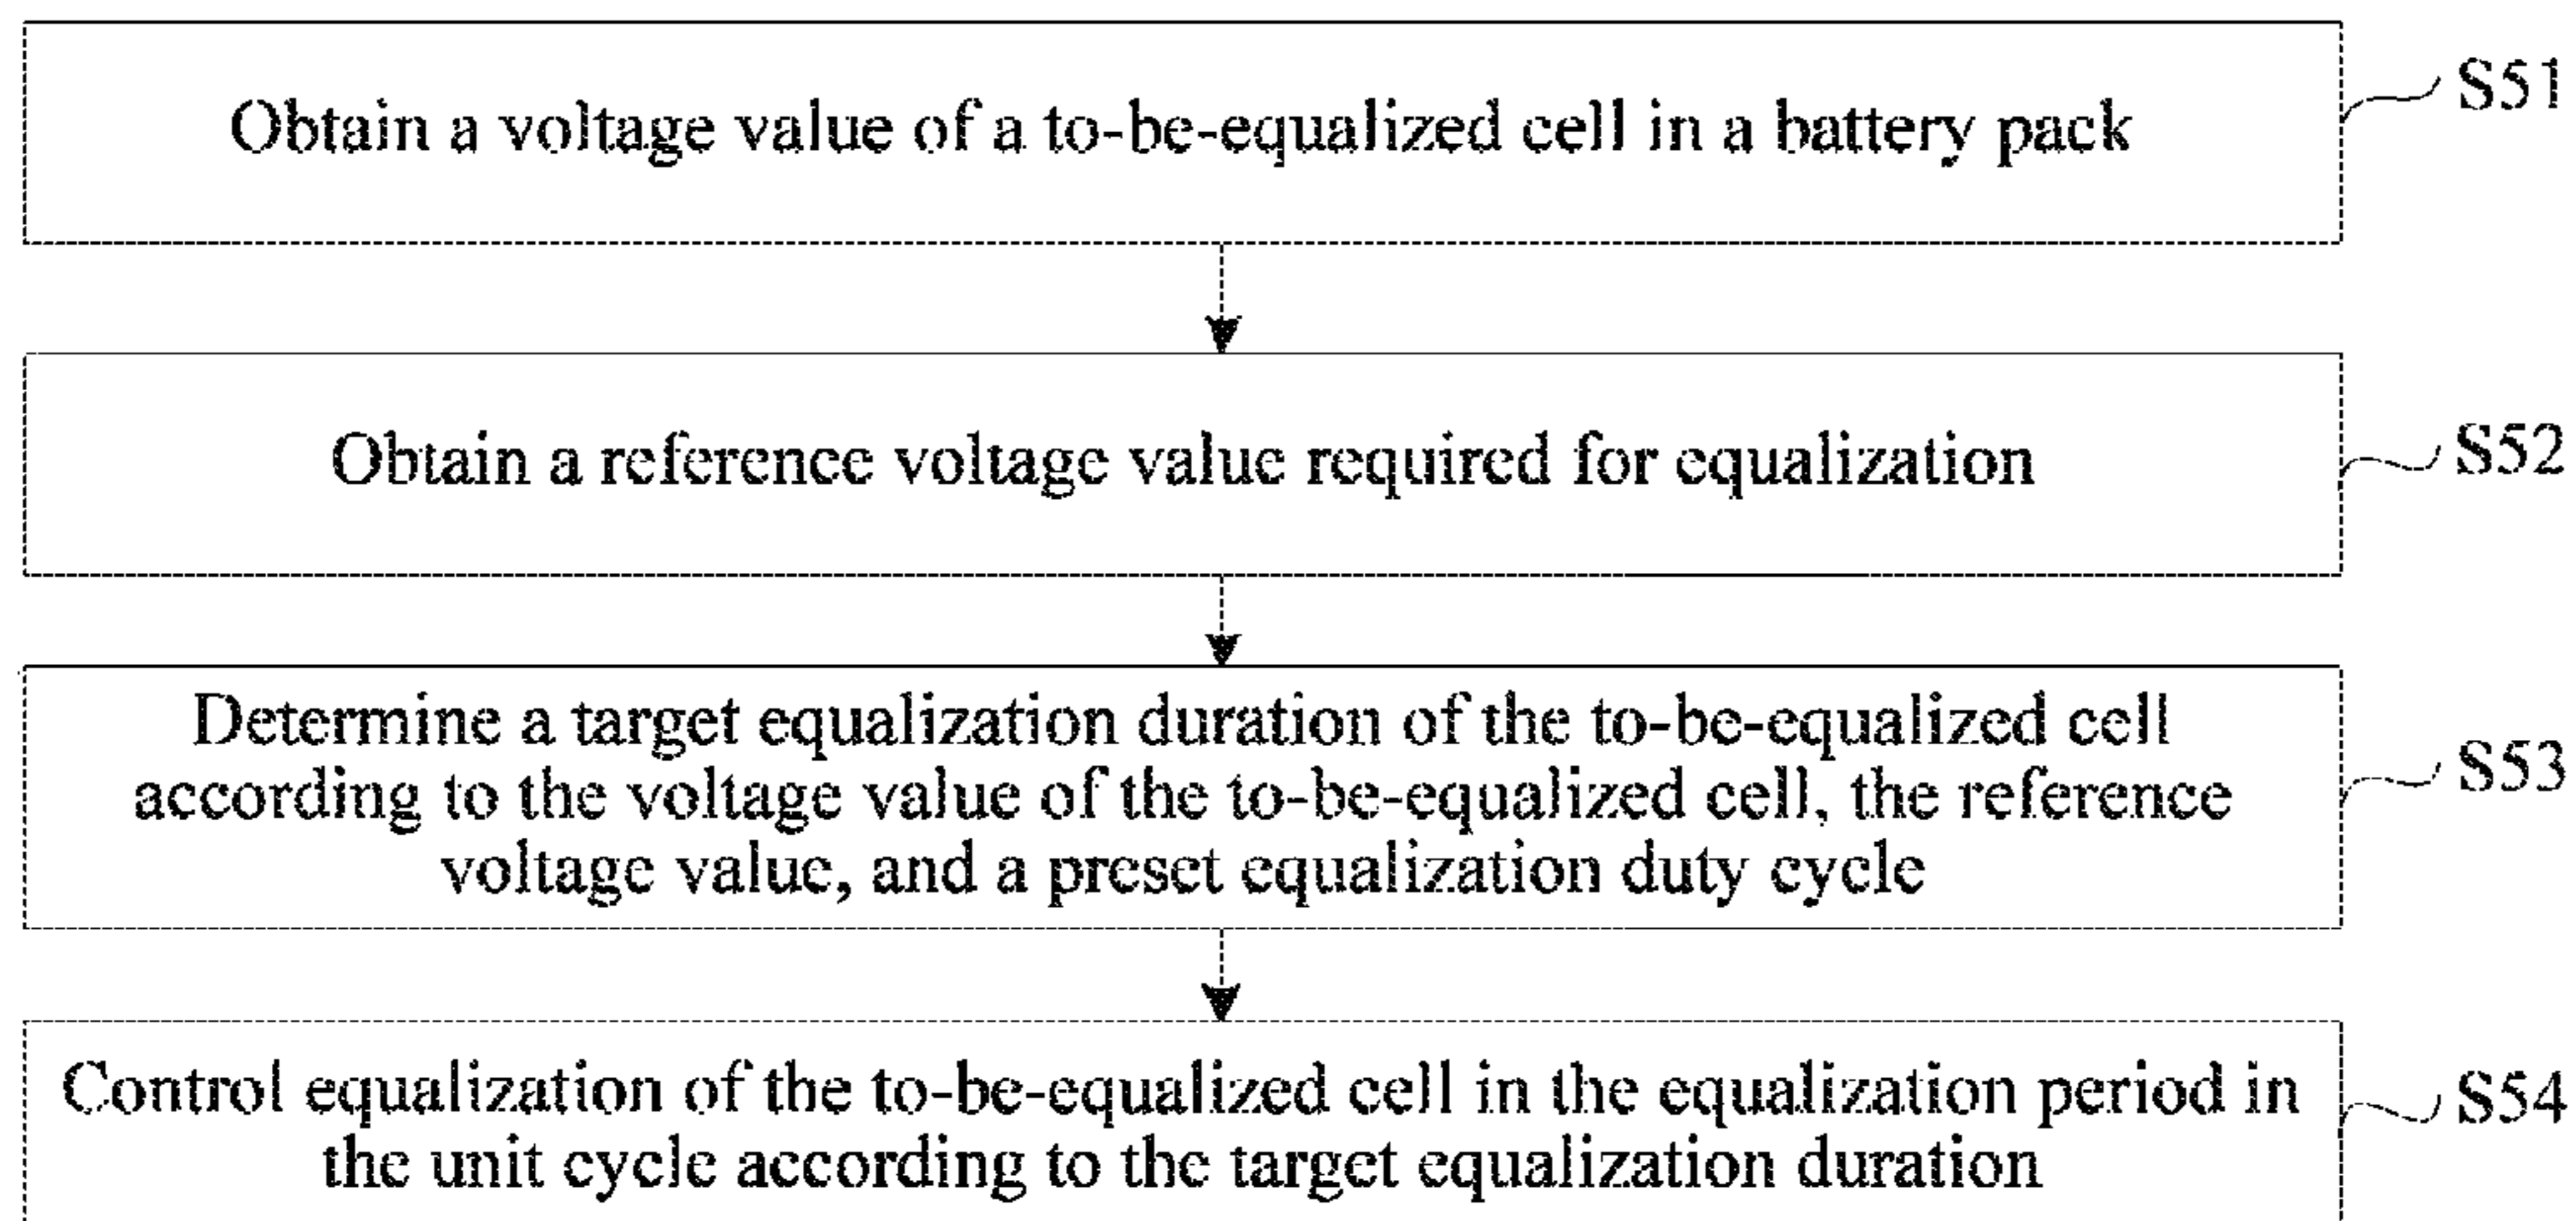 Obtain a voltage value of a to-be-equalized cell in a battery pack
S51
Obtain a reference voltage value required for equalization
S52
Determine a target equalization duration of the to-be-equalized cell
according to the voltage value of the to-be-equalized cell, the reference
voltage value, and a preset equalization duty cycle
S53
Control equalization of the to-be-equalized cell in the equalization period in
the unit cycle according to the target equalization duration
S54